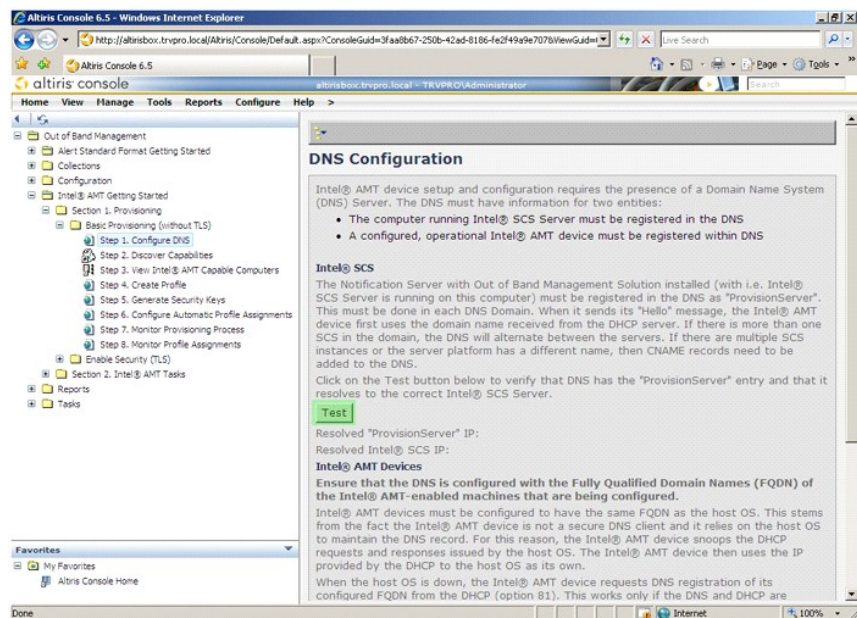 Altiris Console 6.5 - Windows Internet Explorer
http://altirisbox.trvpro.local/Altiris/Console/Default.aspx?ConsoleGuid=3faa8b67-250b-42ad-8186-fe2f49a9e707&ViewGuid=
Live Search
Altiris Console 6.5
Page
Tools
altiris console
altirisbox.trvpro.local - TRVPRO\Administrator
Search
Home View Manage Tools Reports Configure Help >
Out of Band Management
Alert Standard Format Getting Started
Collections
Configuration
Intel® AMT Getting Started
Section 1. Provisioning
Basic Provisioning (without TLS)
Step 1. Configure DNS
Step 2. Discover Capabilities
Step 3. View Intel® AMT Capable Computers
Step 4. Create Profile
Step 5. Generate Security Keys
Step 6. Configure Automatic Profile Assignments
Step 7. Monitor Provisioning Process
Step 8. Monitor Profile Assignments
Enable Security (TLS)
Section 2. Intel® AMT Tasks
Reports
Tasks
Favorites
My Favorites
Altiris Console Home
DNS Configuration
Intel® AMT device setup and configuration requires the presence of a Domain Name System
(DNS) Server. The DNS must have information for two entities:
• The computer running Intel® SCS Server must be registered in the DNS
• A configured, operational Intel® AMT device must be registered within DNS
Intel® SCS
The Notification Server with Out of Band Management Solution installed (with i.e. Intel®
SCS Server is running on this computer) must be registered in the DNS as "ProvisionServer".
This must be done in each DNS Domain. When it sends its "Hello" message, the Intel® AMT
device first uses the domain name received from the DHCP server. If there is more than one
SCS in the domain, the DNS will alternate between the servers. If there are multiple SCS
instances or the server platform has a different name, then CNAME records need to be
added to the DNS.
Click on the Test button below to verify that DNS has the "ProvisionServer" entry and that it
resolves to the correct Intel® SCS Server.
Test
Resolved "ProvisionServer" IP:
Resolved Intel® SCS IP:
Intel® AMT Devices
Ensure that the DNS is configured with the Fully Qualified Domain Names (FQDN) of
the Intel® AMT-enabled machines that are being configured.
Intel® AMT devices must be configured to have the same FQDN as the host OS. This stems
from the fact the Intel® AMT device is not a secure DNS client and it relies on the host OS
to maintain the DNS record. For this reason, the Intel® AMT device snoops the DHCP
requests and responses issued by the host OS. The Intel® AMT device then uses the IP
provided by the DHCP to the host OS as its own.
When the host OS is down, the Intel® AMT device requests DNS registration of its
configured FQDN from the DHCP (option 81). This works only if the DNS and DHCP are
Done
Internet
100%